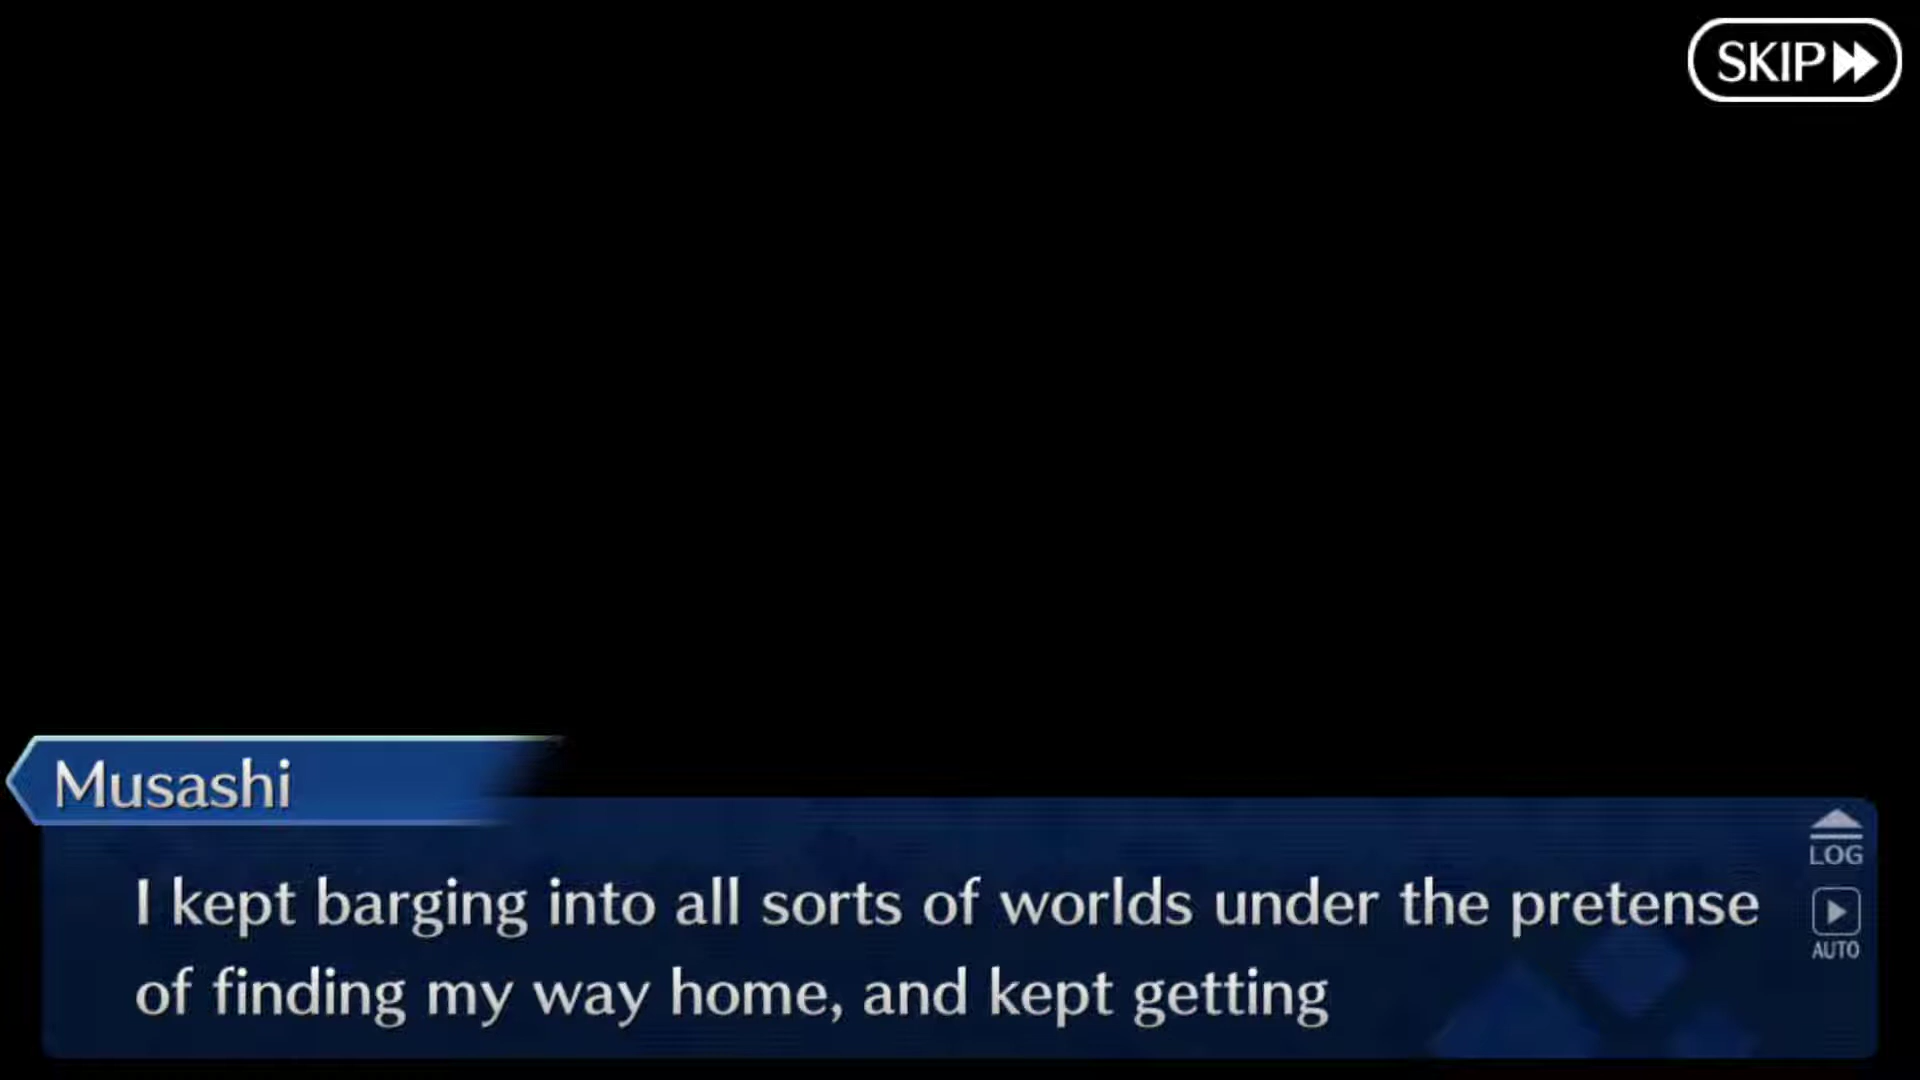 SKIP
Musashi
I kept barging into all sorts of worlds under the pretense
of finding my way home, and kept getting
LOG
AUTO